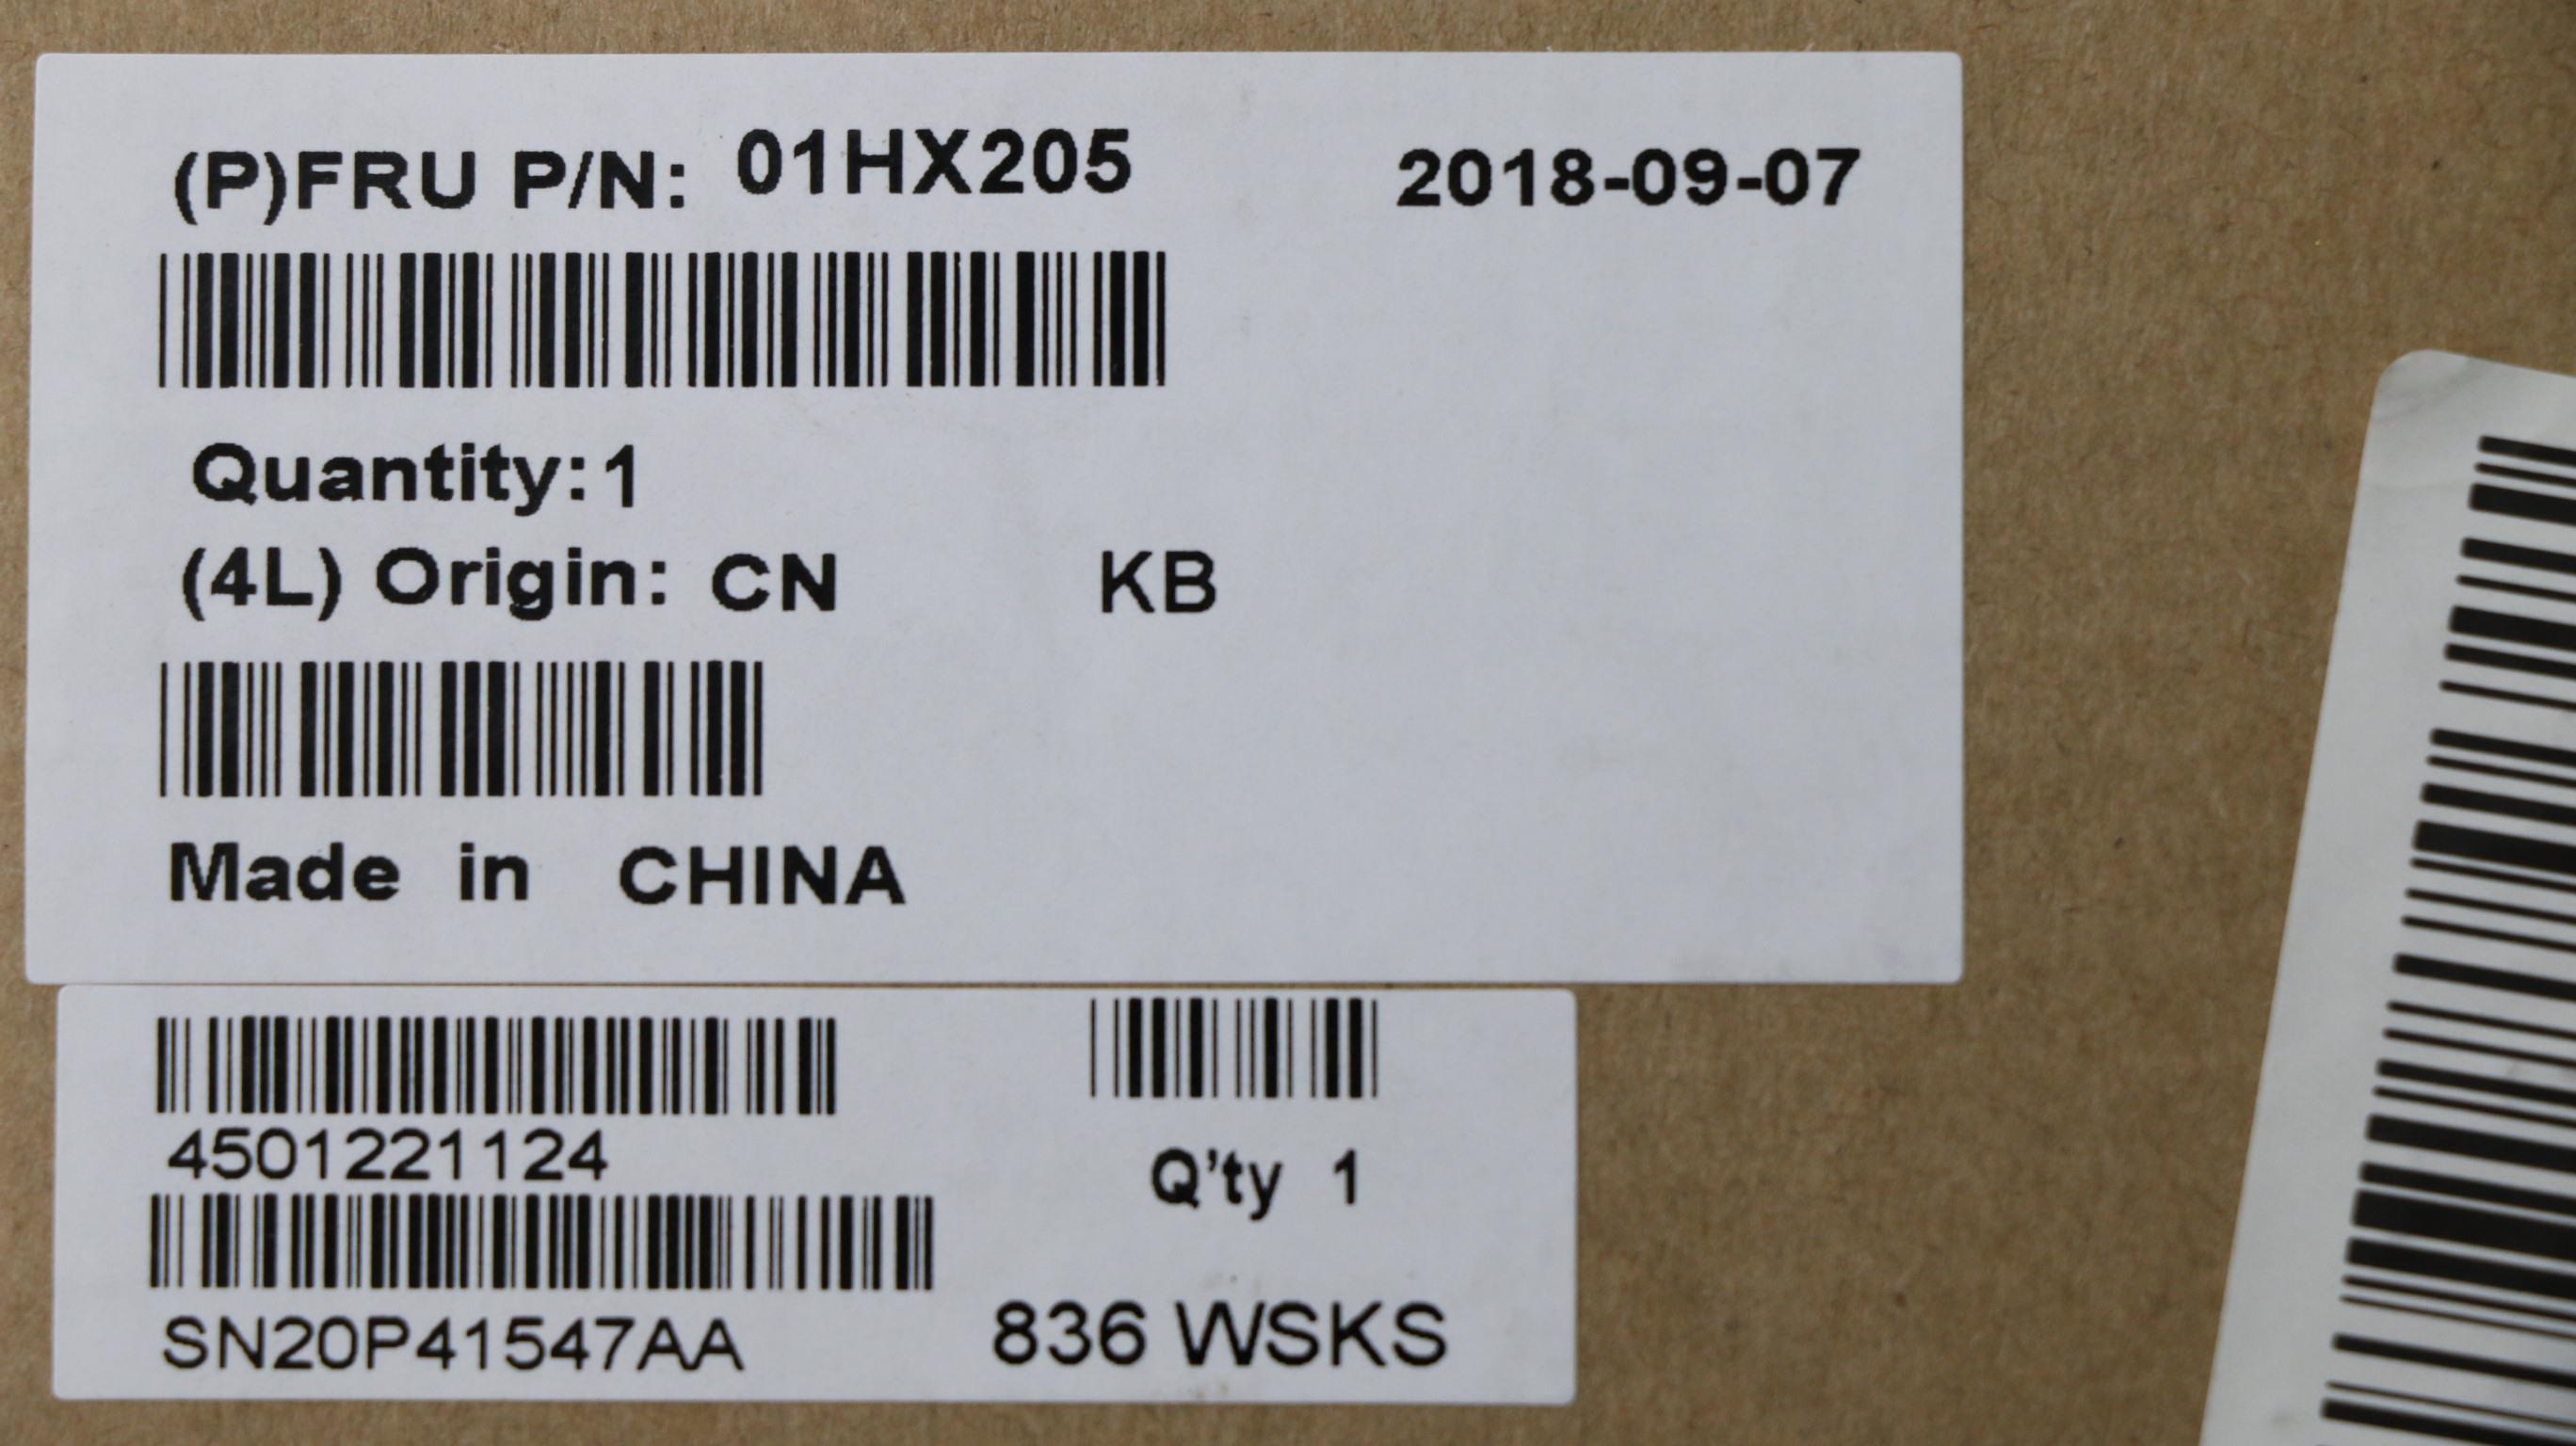 (P)FRU P/N: 01HX205 2018-09-07
Quantity:1
(4L) Origin: CN KB
Made in CHINA
4501221124
Q'ty 1
SN20P41547AA 836 WSKS